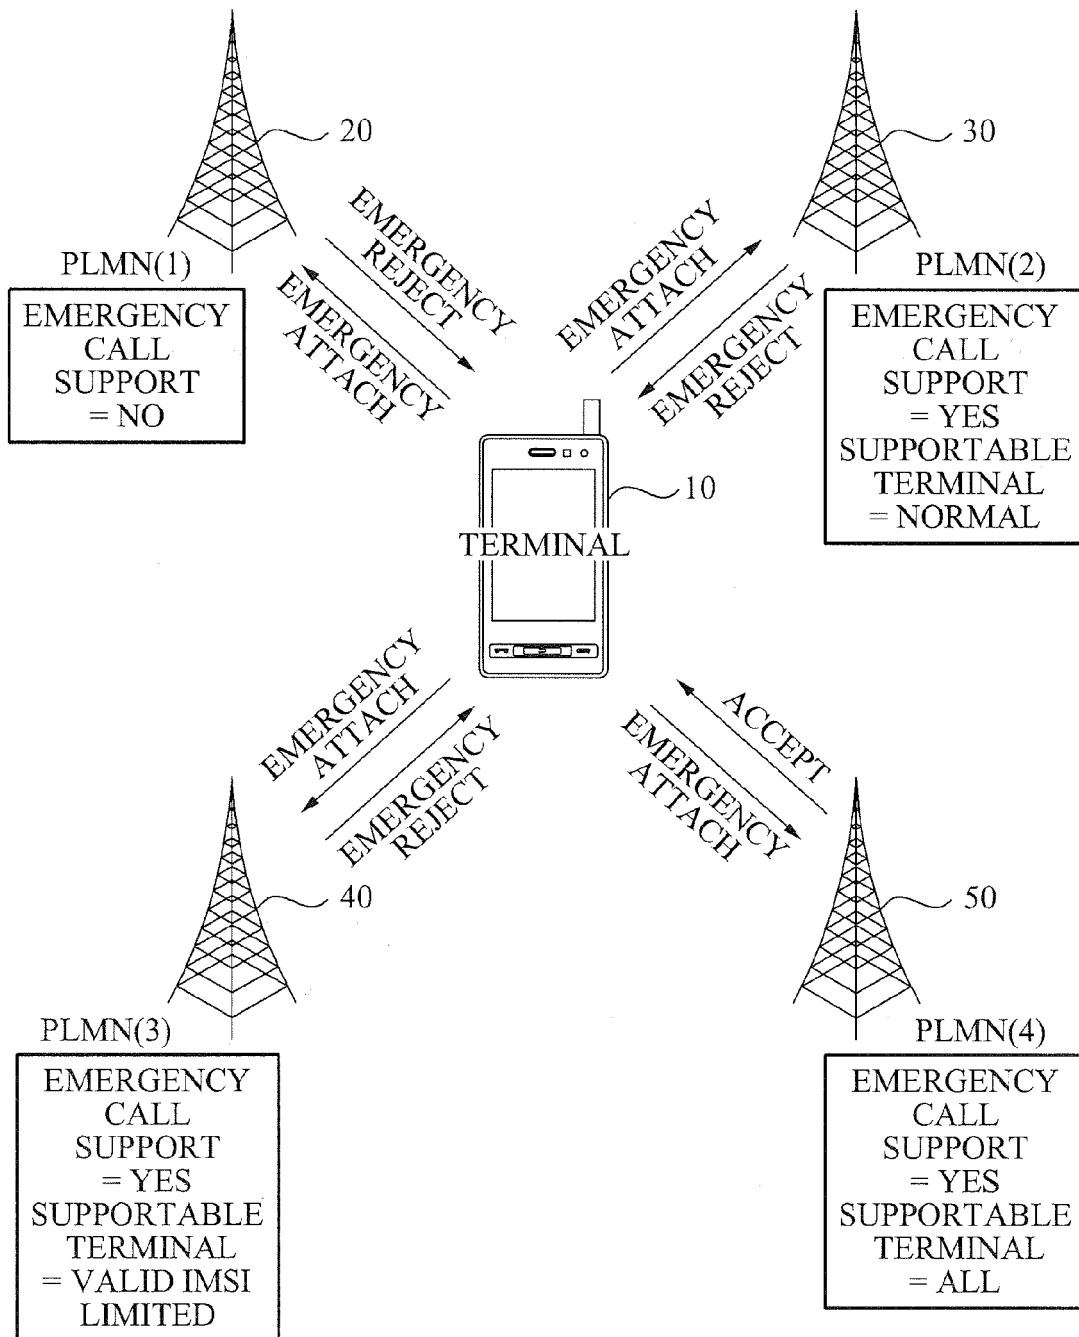 20
30
EMERGENCY
REJECT
EMERGENCY
ATTACH
PLMN(1)
EMERGENCY
CALL
SUPPORT
= NO
EMERGENCY
ATTACH
EMERGENCY
REJECT
PLMN(2)
EMERGENCY
CALL
SUPPORT
= YES
SUPPORTABLE
TERMINAL
= NORMAL
10
TERMINAL
EMERGENCY
ATTACH
EMERGENCY
REJECT
ACCEPT
EMERGENCY
ATTACH
40
50
PLMN(3)
EMERGENCY
CALL
SUPPORT
= YES
SUPPORTABLE
TERMINAL
= VALID IMSI
LIMITED
PLMN(4)
EMERGENCY
CALL
SUPPORT
= YES
SUPPORTABLE
TERMINAL
= ALL